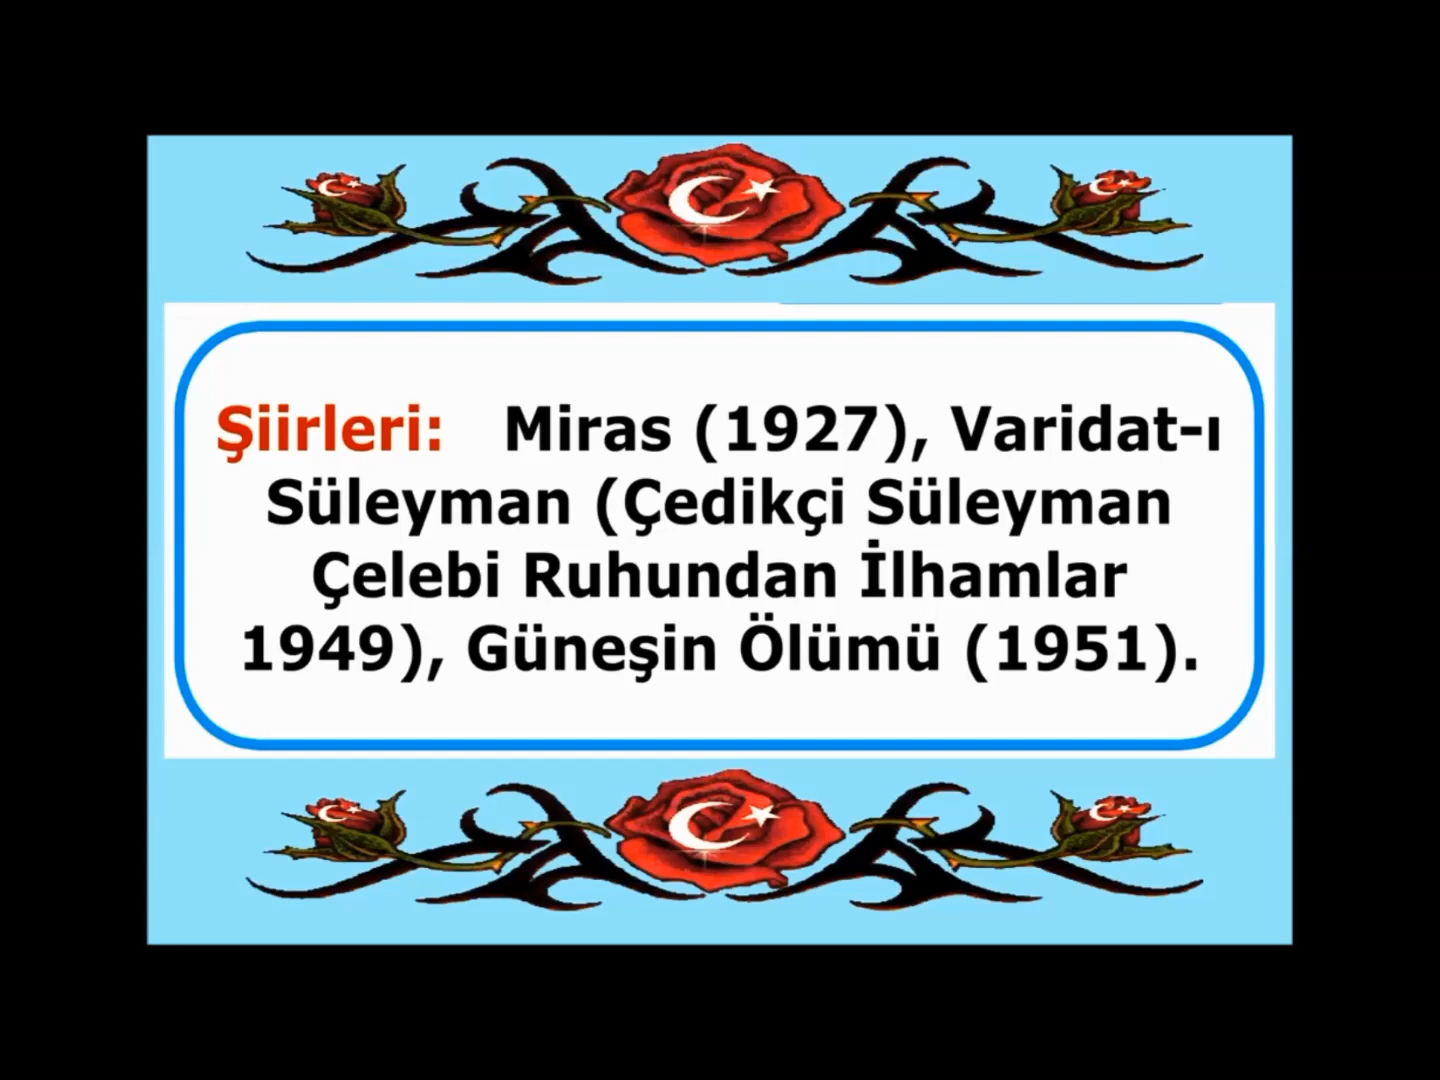 Şiirleri: Miras (1927), Varidat-ı
Süleyman (Çedikçi Süleyman
Çelebi Ruhundan İlhamlar
1949), Güneşin Ölümü (1951).